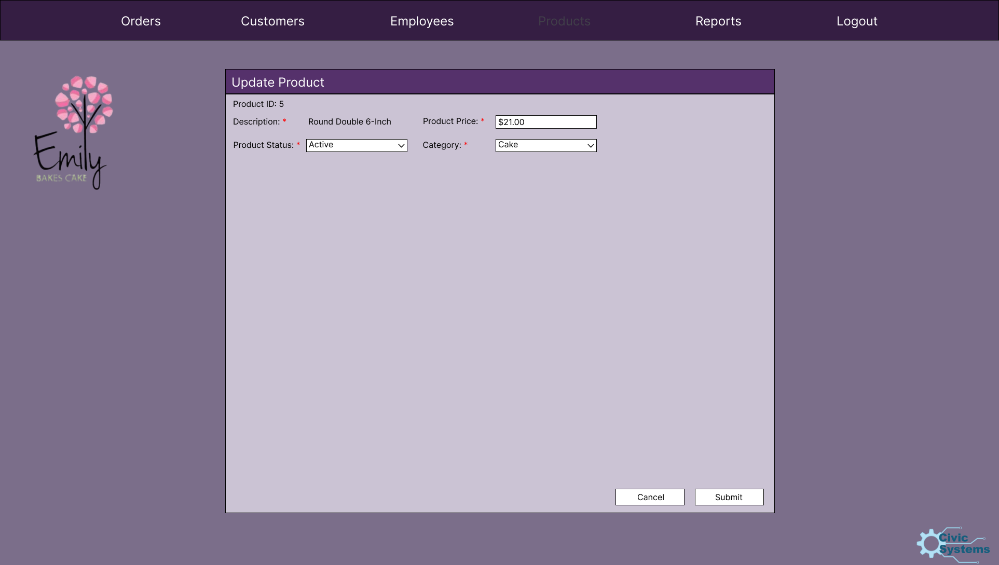 Orders Customers Employees Products Reports Logout
Emily
BAKES CAKE
Update Product
Product ID: 5
Description: * Round Double 6-Inch Product Price: * $21.00
Product Status: * Active Category: * Cake
Cancel Submit
Civic
Systems